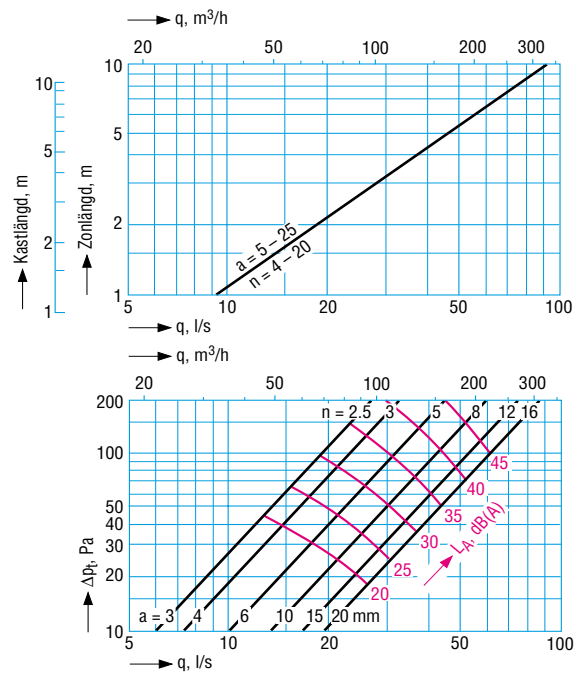 q, m³/h
20 50 100 200 300
10 10
5 5
2 2
1 1
Kastlängd, m
Zonlängd, m
a = 5 – 25
n = 4 – 20
5 10 20 50 100
q, l/s
q, m³/h
20 50 100 200 300
200
100
50
40
30
20
10
Δpt, Pa
n = 2.5 3 5 8 12 16
45
40
35
30
25
20
LA, dB(A)
a = 3 4 6 10 15 20 mm
5 10 20 50 100
q, l/s